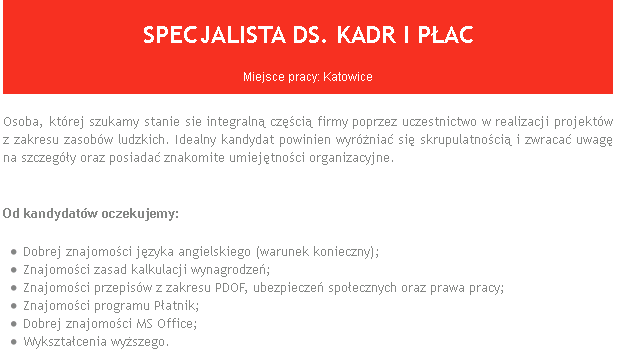 SPECJALISTA DS. KADR I PŁAC
Miejsce pracy: Katowice
Osoba, której szukamy stanie sie integralną częścią firmy poprzez uczestnictwo w realizacji projektów
z zakresu zasobów ludzkich. Idealny kandydat powinien wyróżniać się skrupulatnością i zwracać uwagę
na szczegóły oraz posiadać znakomite umiejętności organizacyjne.
Od kandydatów oczekujemy:
• Dobrej znajomości języka angielskiego (warunek konieczny);
• Znajomości zasad kalkulacji wynagrodzeń;
• Znajomości przepisów z zakresu PDOF, ubezpieczeń społecznych oraz prawa pracy;
• Znajomości programu Płatnik;
• Dobrej znajomości MS Office;
• Wykształcenia wyższego.